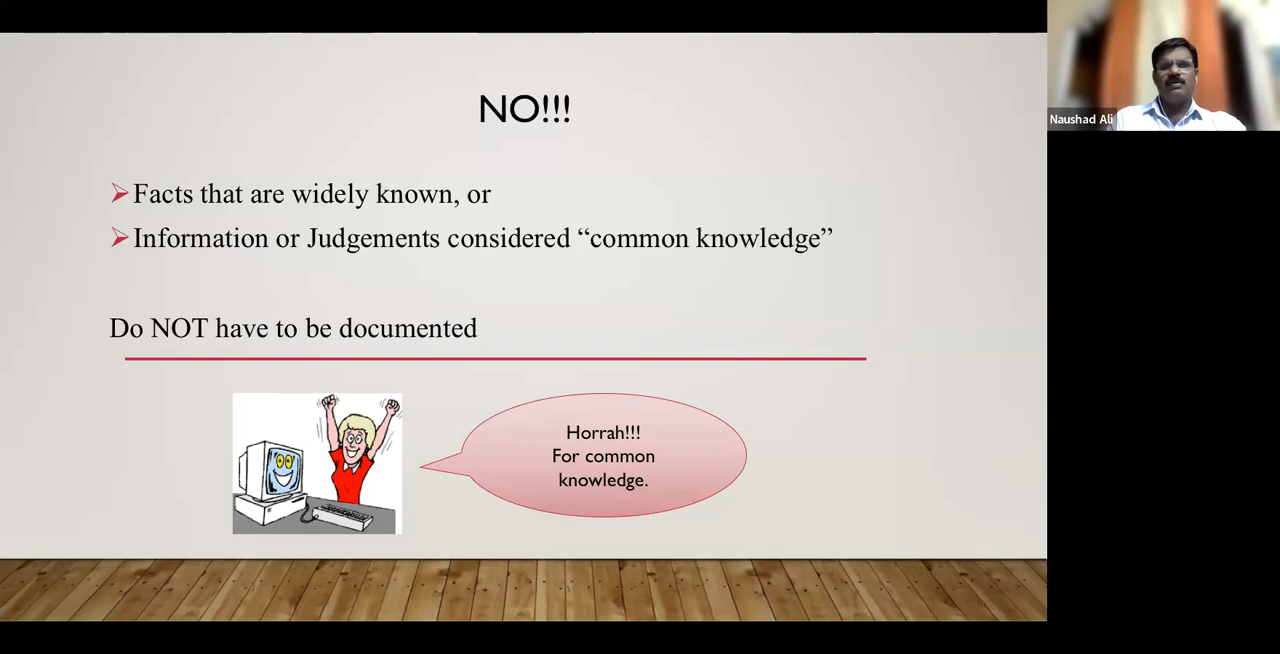 NO!!!
Facts that are widely known, or
Information or Judgements considered “common knowledge”
Do NOT have to be documented
Horrah!!!
For common
knowledge.
Naushad Ali